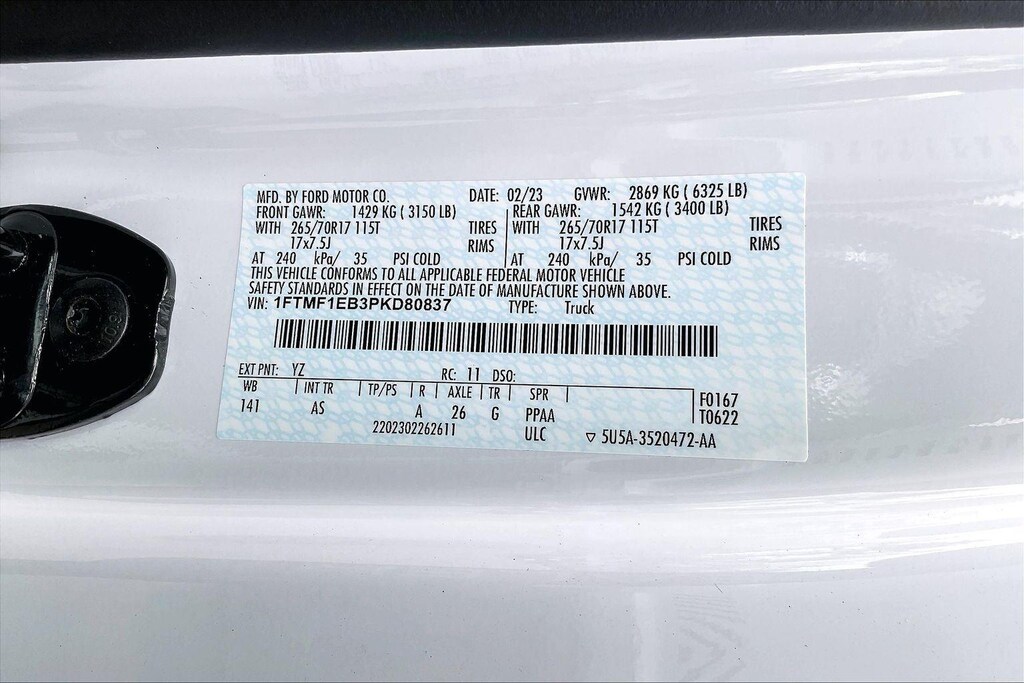 MFD. BY FORD MOTOR CO. DATE: 02/23 GVWR: 2869 KG ( 6325 LB)
FRONT GAWR: 1429 KG ( 3150 LB) REAR GAWR: 1542 KG ( 3400 LB)
WITH 265/70R17 115T TIRES WITH 265/70R17 115T TIRES
17x7.5J RIMS 17x7.5J RIMS
AT 240 kPa/ 35 PSI COLD AT 240 kPa/ 35 PSI COLD
THIS VEHICLE CONFORMS TO ALL APPLICABLE FEDERAL MOTOR VEHICLE
SAFETY STANDARDS IN EFFECT ON THE DATE OF MANUFACTURE SHOWN ABOVE.
VIN: 1FTMF1EB3PKD80837 TYPE: Truck
EXT PNT: YZ RC: 11 DSO:
WB INT TR TP/PS R AXLE TR SPR F0167
141 AS A 26 G PPAA T0622
2202302262611 ULC 5U5A-3520472-AA